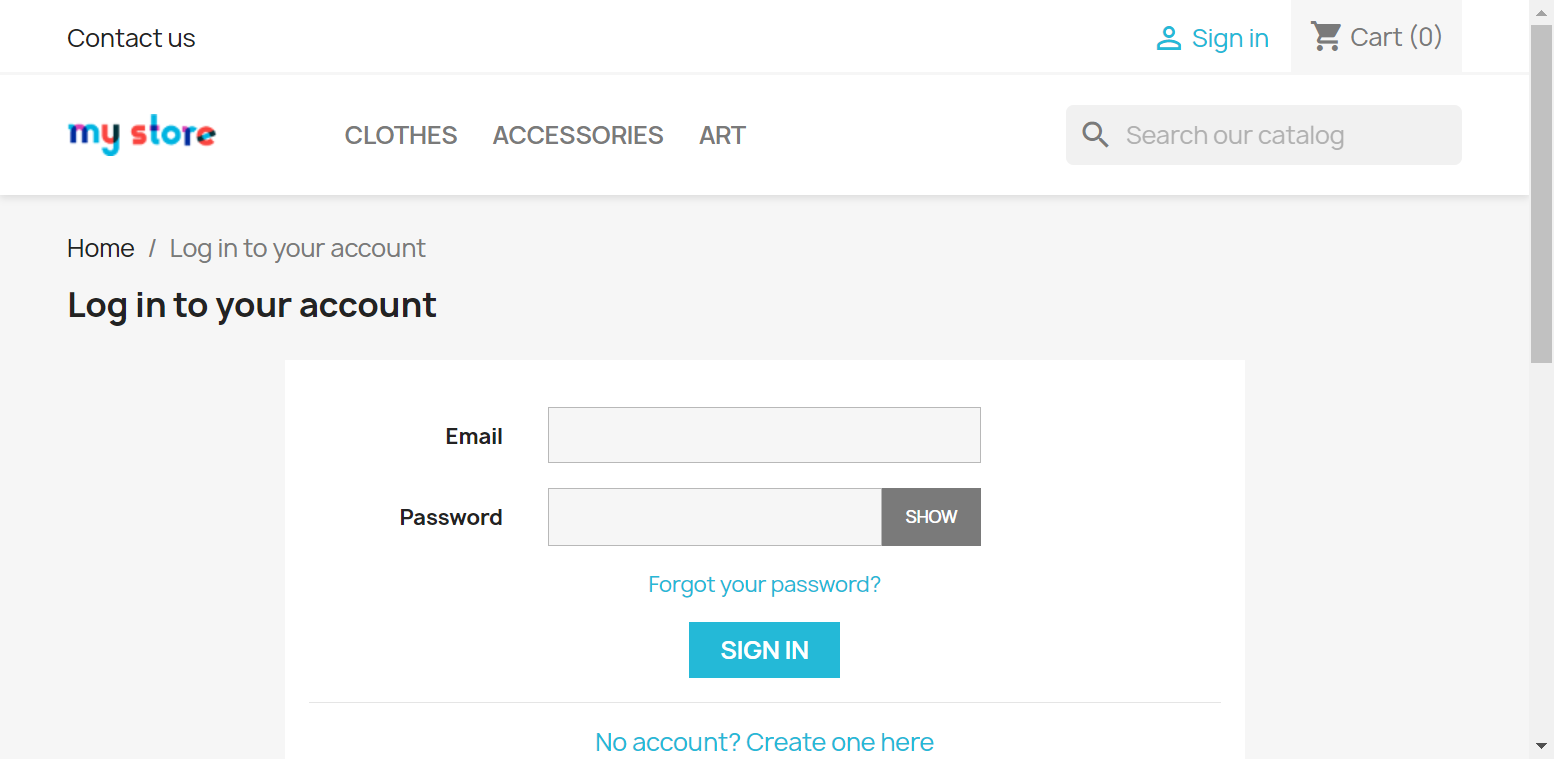 Contact us
Sign in
Cart (0)
my store
CLOTHES
ACCESSORIES
ART
Search our catalog
Home / Log in to your account
Log in to your account
Email
Password
SHOW
Forgot your password?
SIGN IN
No account? Create one here